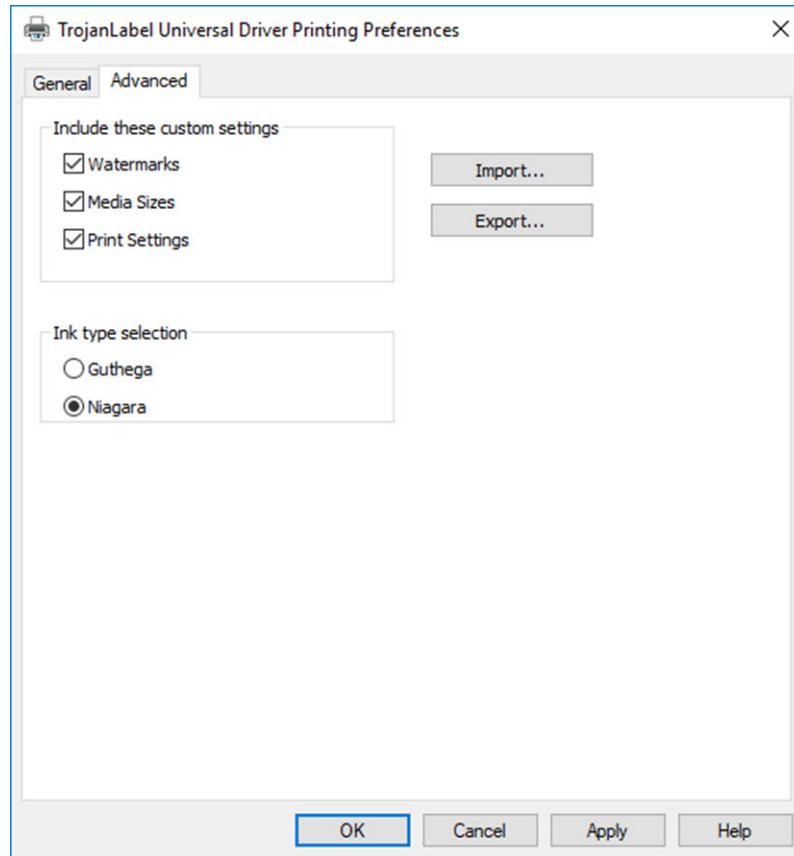 TrojanLabel Universal Driver Printing Preferences
General Advanced
Include these custom settings
Watermarks
Import...
Media Sizes
Export...
Print Settings
Ink type selection
Guthega
Niagara
OK Cancel Apply Help